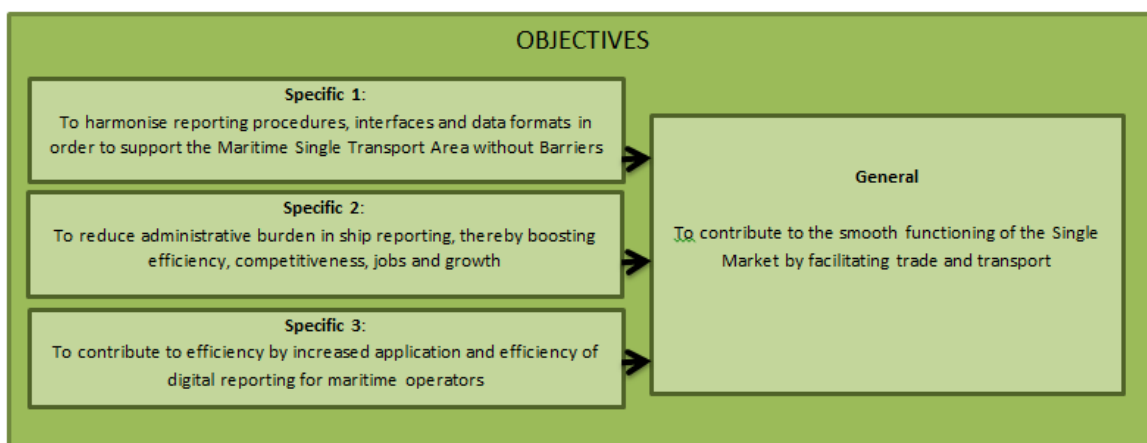 OBJECTIVES
Specific 1:
To harmonise reporting procedures, interfaces and data formats in
order to support the Maritime Single Transport Area without Barriers
Specific 2:
To reduce administrative burden in ship reporting, thereby boosting
efficiency, competitiveness, jobs and growth
Specific 3:
To contribute to efficiency by increased application and efficiency of
digital reporting for maritime operators
General
To contribute to the smooth functioning of the Single
Market by facilitating trade and transport